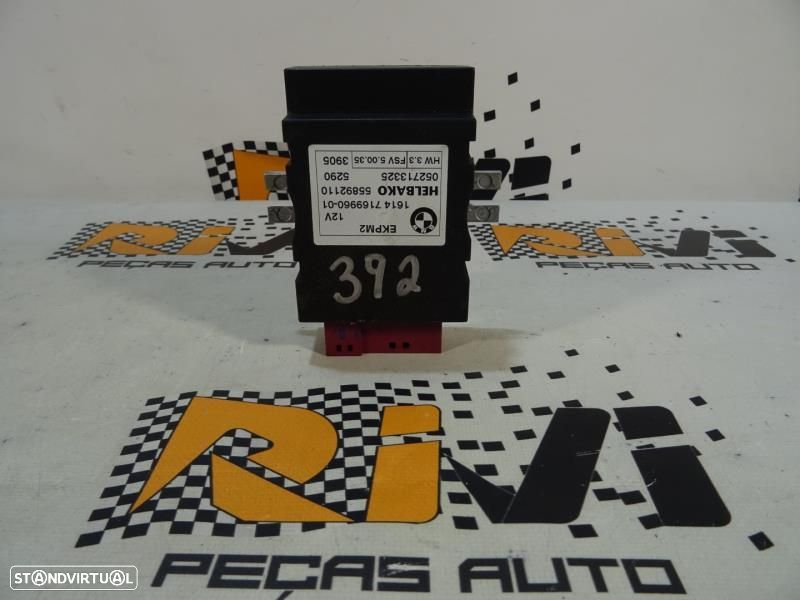 EKPM2
12V
1614 7169960-01
HELBAKO 55892110
052713325
5290
HW 3.3 FSV 5.00.35
3905
392
RIVI
PEÇAS AUTO
RIVI
PEÇAS AUTO
RIVI
PEÇAS AUTO
STANDVIRTUAL